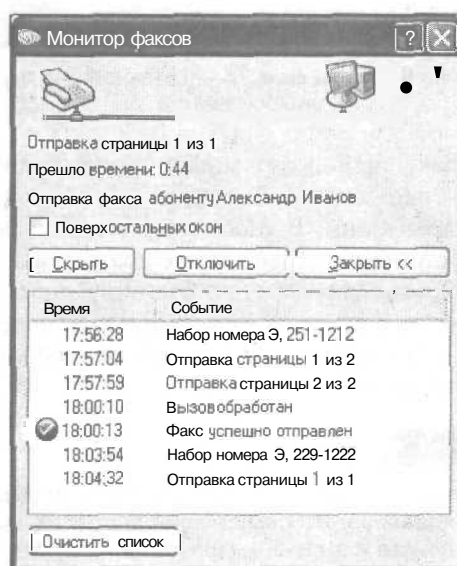 Монитор факсов
Отправка страницы 1 из 1
Прошло времени: 0:44
Отправка факса абоненту Александр Иванов
Поверх остальных окон
Скрыть Отключить Закрыть <<
Время Событие
17:56:28 Набор номера Э, 251-1212
17:57:04 Отправка страницы 1 из 2
17:57:59 Отправка страницы 2 из 2
18:00:10 Вызов обработан
18:00:13 Факс успешно отправлен
18:03:54 Набор номера Э, 229-1222
18:04:32 Отправка страницы 1 из 1
Очистить список